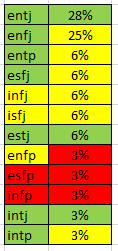 entj 28%
enfj 25%
entp 6%
esfj 6%
infj 6%
isfj 6%
estj 6%
enfp 3%
esfp 3%
infp 3%
intj 3%
intp 3%